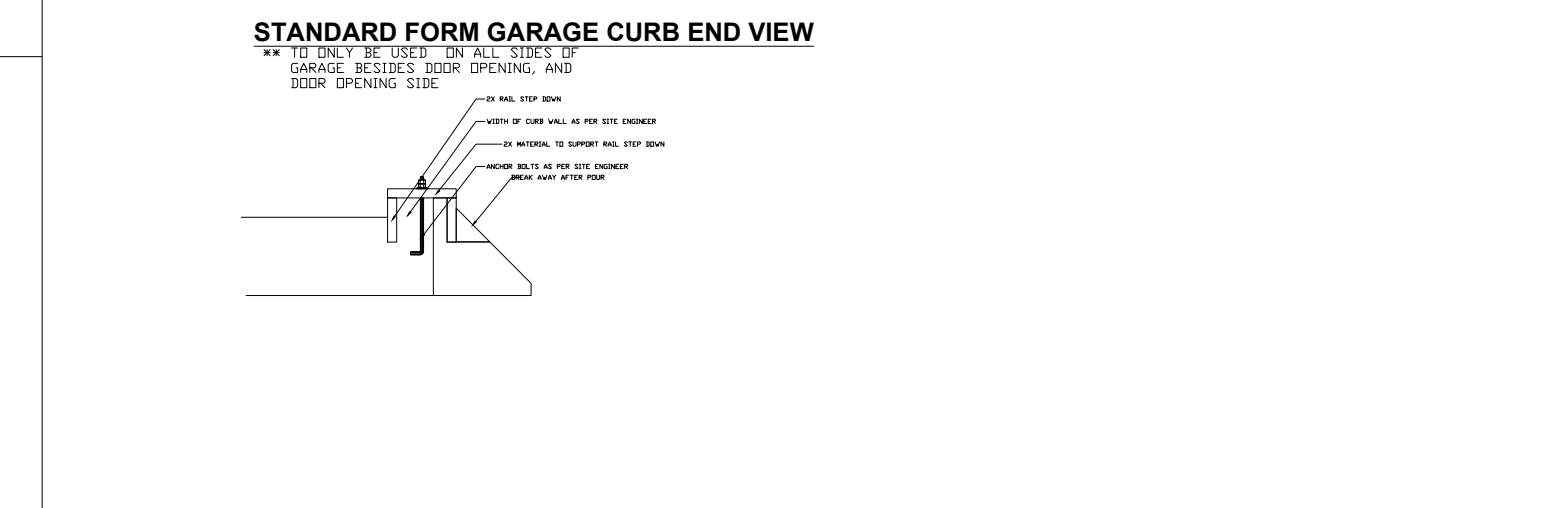 STANDARD FORM GARAGE CURB END VIEW
** TO ONLY BE USED ON ALL SIDES OF
GARAGE BESIDES DOOR OPENING, AND
DOOR OPENING SIDE
2X RAIL STEP DOWN
WIDTH OF CURB WALL AS PER SITE ENGINEER
2X MATERIAL TO SUPPORT RAIL STEP DOWN
ANCHOR BOLTS AS PER SITE ENGINEER
BREAK AWAY AFTER POUR